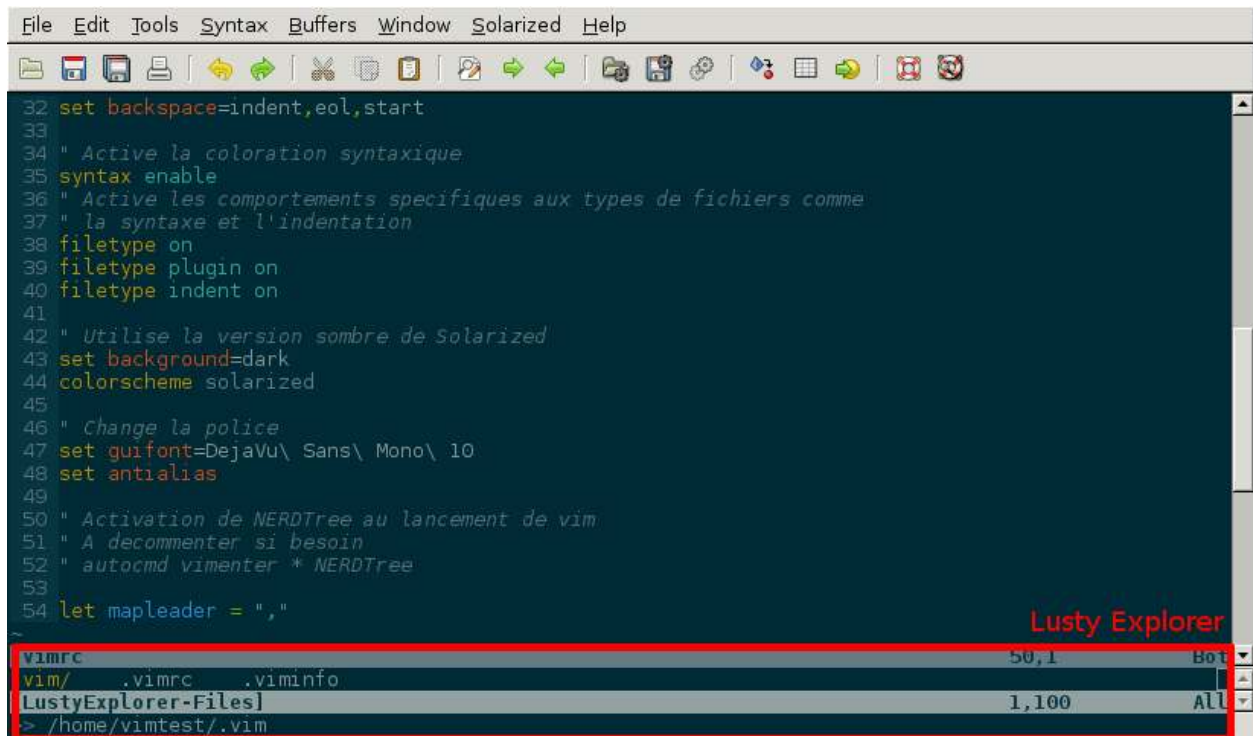 File Edit Tools Syntax Buffers Window Solarized Help
32 set backspace=indent,eol,start
33
34 " Active la coloration syntaxique
35 syntax enable
36 " Active les comportements specifiques aux types de fichiers comme
37 " la syntaxe et l'indentation
38 filetype on
39 filetype plugin on
40 filetype indent on
41
42 " Utilise la version sombre de Solarized
43 set background=dark
44 colorscheme solarized
45
46 " Change la police
47 set guifont=DejaVu\ Sans\ Mono\ 10
48 set antialias
49
50 " Activation de NERDTree au lancement de vim
51 " A decommenter si besoin
52 " autocmd vimenter * NERDTree
53
54 let mapleader = ","
~
Lusty Explorer
vimrc 50,1 Bot
vim/ .vimrc .viminfo
LustyExplorer-Files] 1,100 All
>> /home/vimtest/.vim